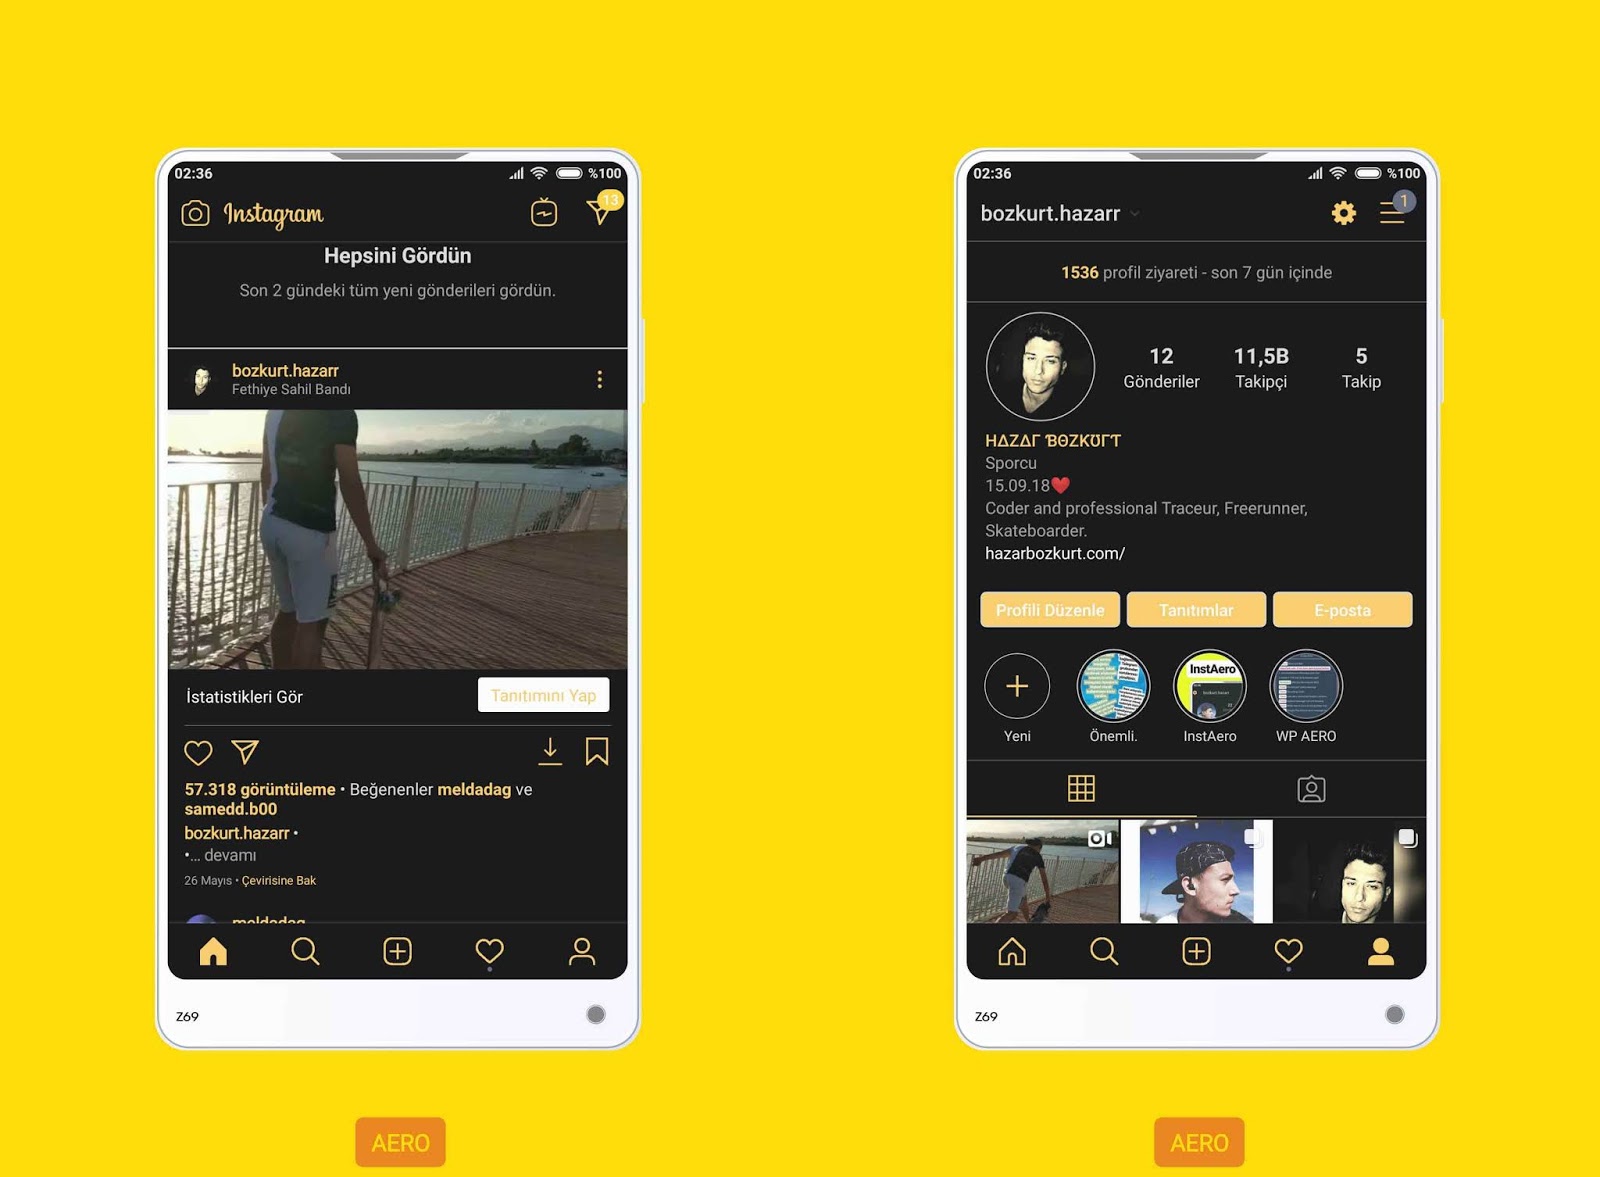 02:36
%100
Instagram
13
Hepsini Gördün
Son 2 gündeki tüm yeni gönderileri gördün.
bozkurt.hazarr
Fethiye Sahil Bandı
İstatistikleri Gör
Tanıtımını Yap
57.318 görüntüleme • Beğenenler meldadag ve
samedd.b00
bozkurt.hazarr •
•... devamı
26 Mayıs • Çevirisine Bak
meldadag
Z69
AERO
02:36
%100
bozkurt.hazarr
1
1536 profil ziyareti - son 7 gün içinde
12
11,5B
5
Gönderiler
Takipçi
Takip
HΔZΔΓ ƁΘZKƱΓͲ
Sporcu
15.09.18❤️
Coder and professional Traceur, Freerunner,
Skateboarder.
hazarbozkurt.com/
Profili Düzenle
Tanıtımlar
E-posta
InstAero
Yeni
Önemli.
InstAero
WP AERO
Z69
AERO